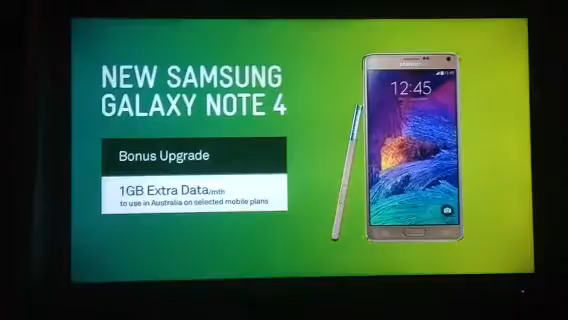 NEW SAMSUNG
GALAXY NOTE 4
Bonus Upgrade
1GB Extra Data/mth
to use in Australia on selected mobile plans
SAMSUNG
12:45